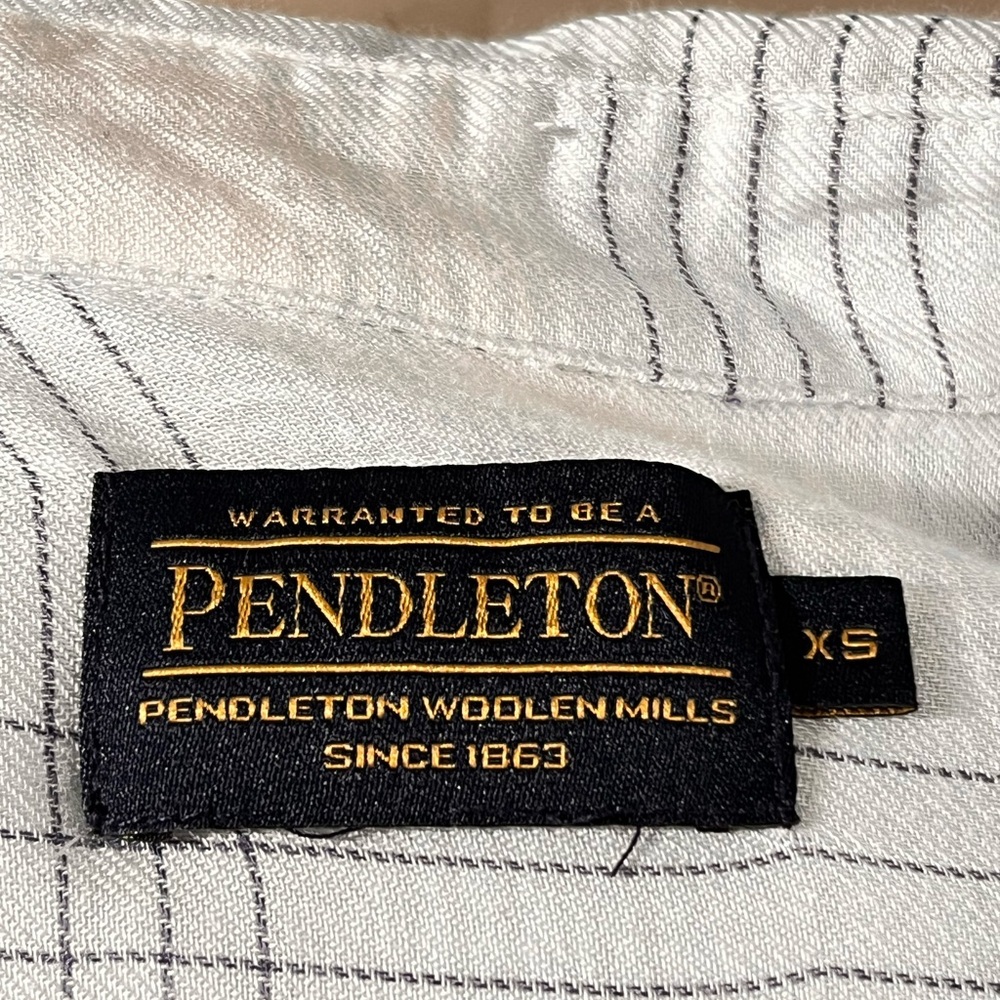 WARRANTED TO BE A
PENDLETON®
PENDLETON WOOLEN MILLS
SINCE 1863
XS